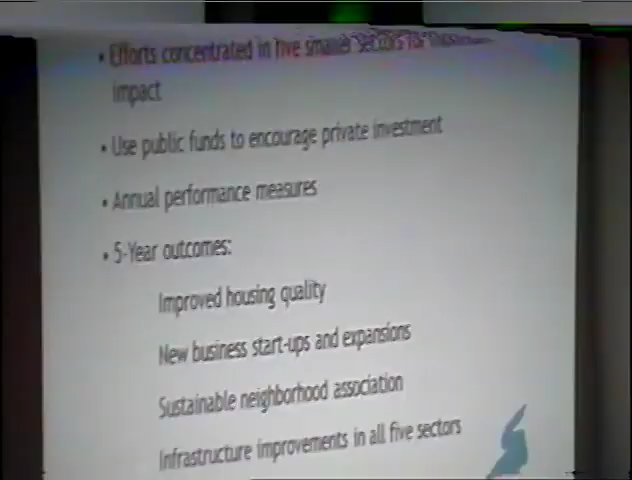 • Efforts concentrated in five smaller sectors for
impact
• Use public funds to encourage private investment
• Annual performance measures
• 5-Year outcomes:
Improved housing quality
New business start-ups and expansions
Sustainable neighborhood association
Infrastructure improvements in all five sectors